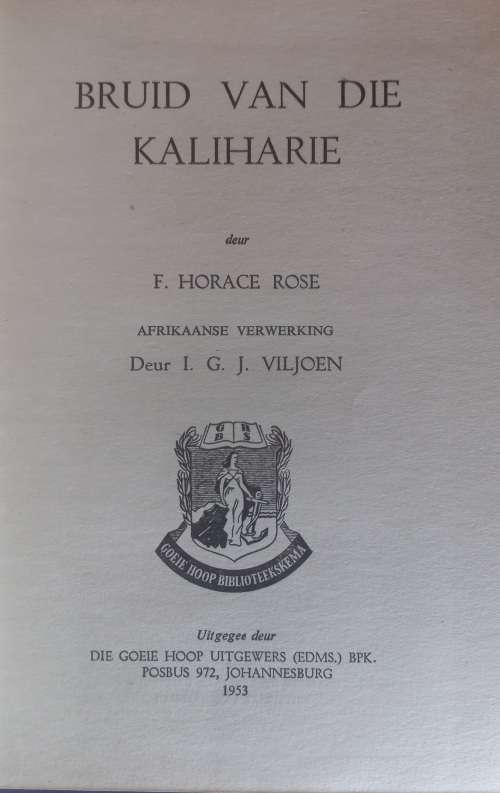 BRUID VAN DIE
KALIHARIE
deur
F. HORACE ROSE
AFRIKAANSE VERWERKING
Deur I. G. J. VILJOEN
G H
B S
GOEIE HOOP BIBLIOTEEKSKEMA
Uitgegee deur
DIE GOEIE HOOP UITGEWERS (EDMS.) BPK.
POSBUS 972, JOHANNESBURG
1953